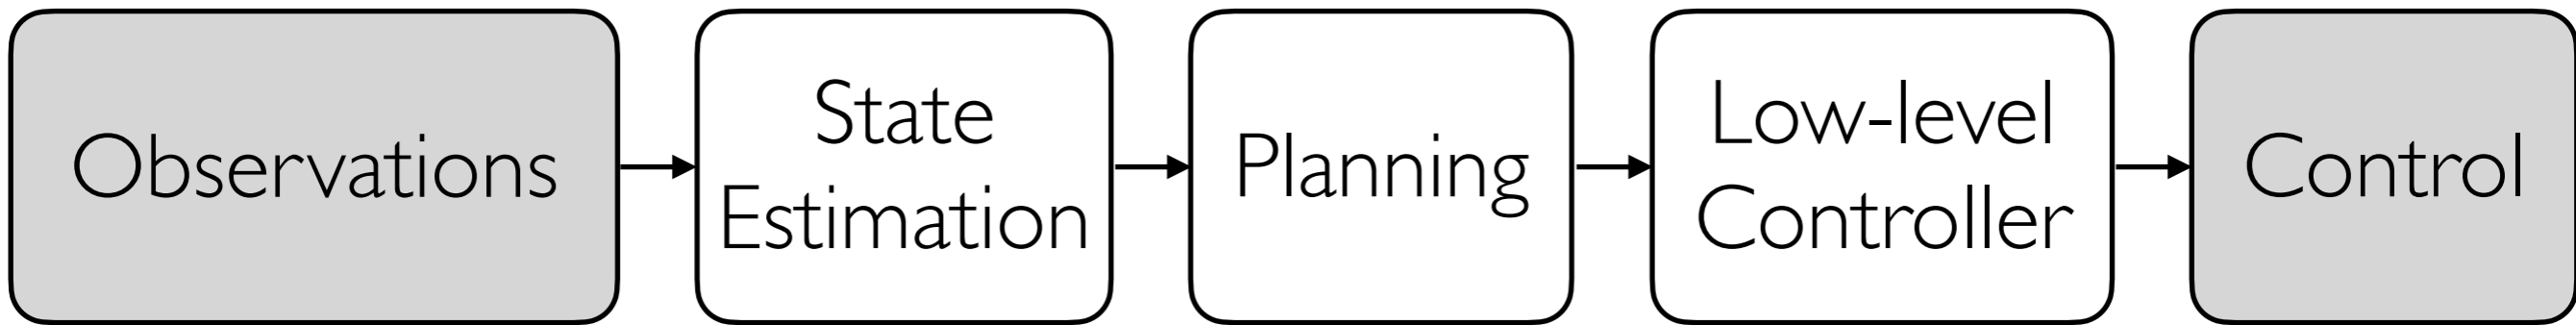 Observations
State
Estimation
Planning
Low-level
Controller
Control